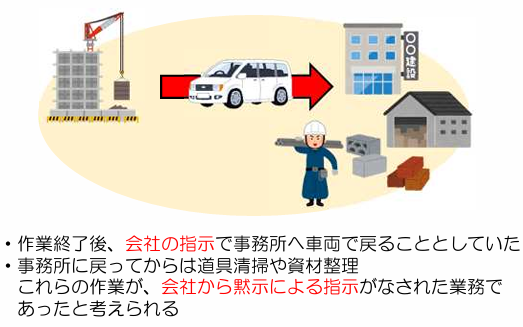 〇〇建設
・作業終了後、会社の指示で事務所へ車両で戻ることとしていた
・事務所に戻ってからは道具清掃や資材整理
これらの作業が、会社から黙示による指示がなされた業務で
あったと考えられる